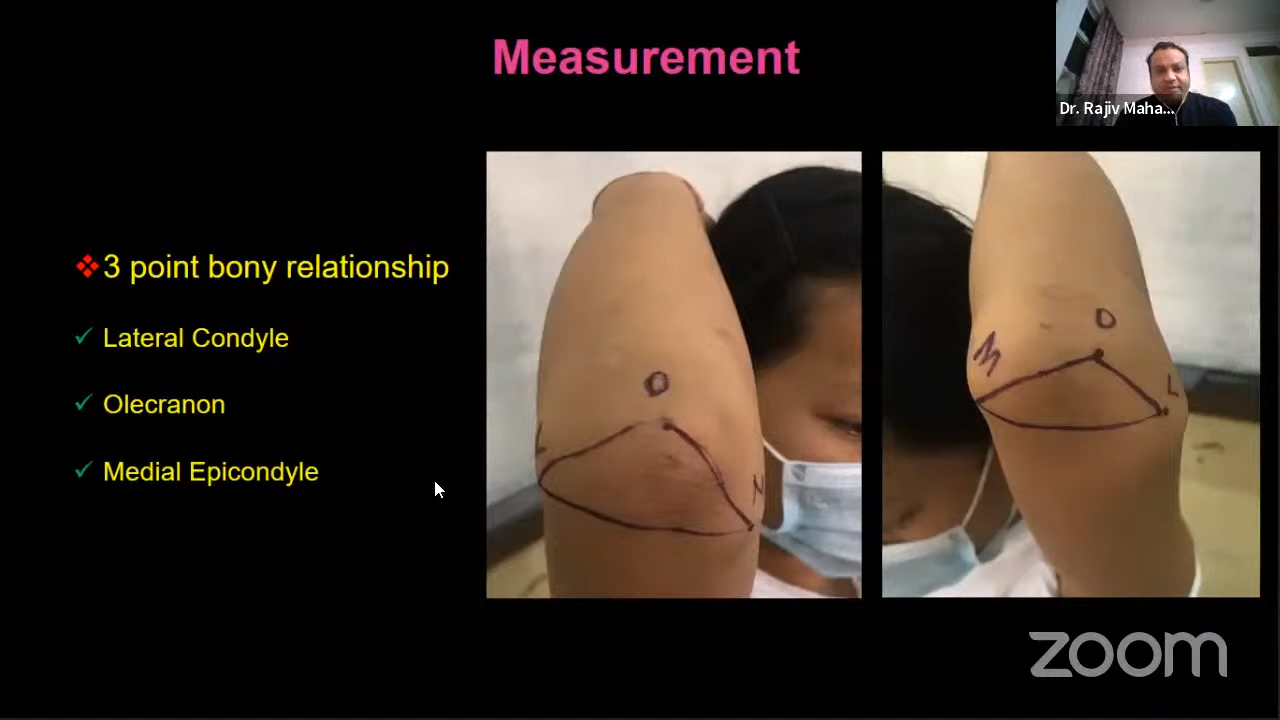 Measurement
Dr. Rajiv Maha...
3 point bony relationship
Lateral Condyle
Olecranon
Medial Epicondyle
O
L
M
M
O
L
zoom